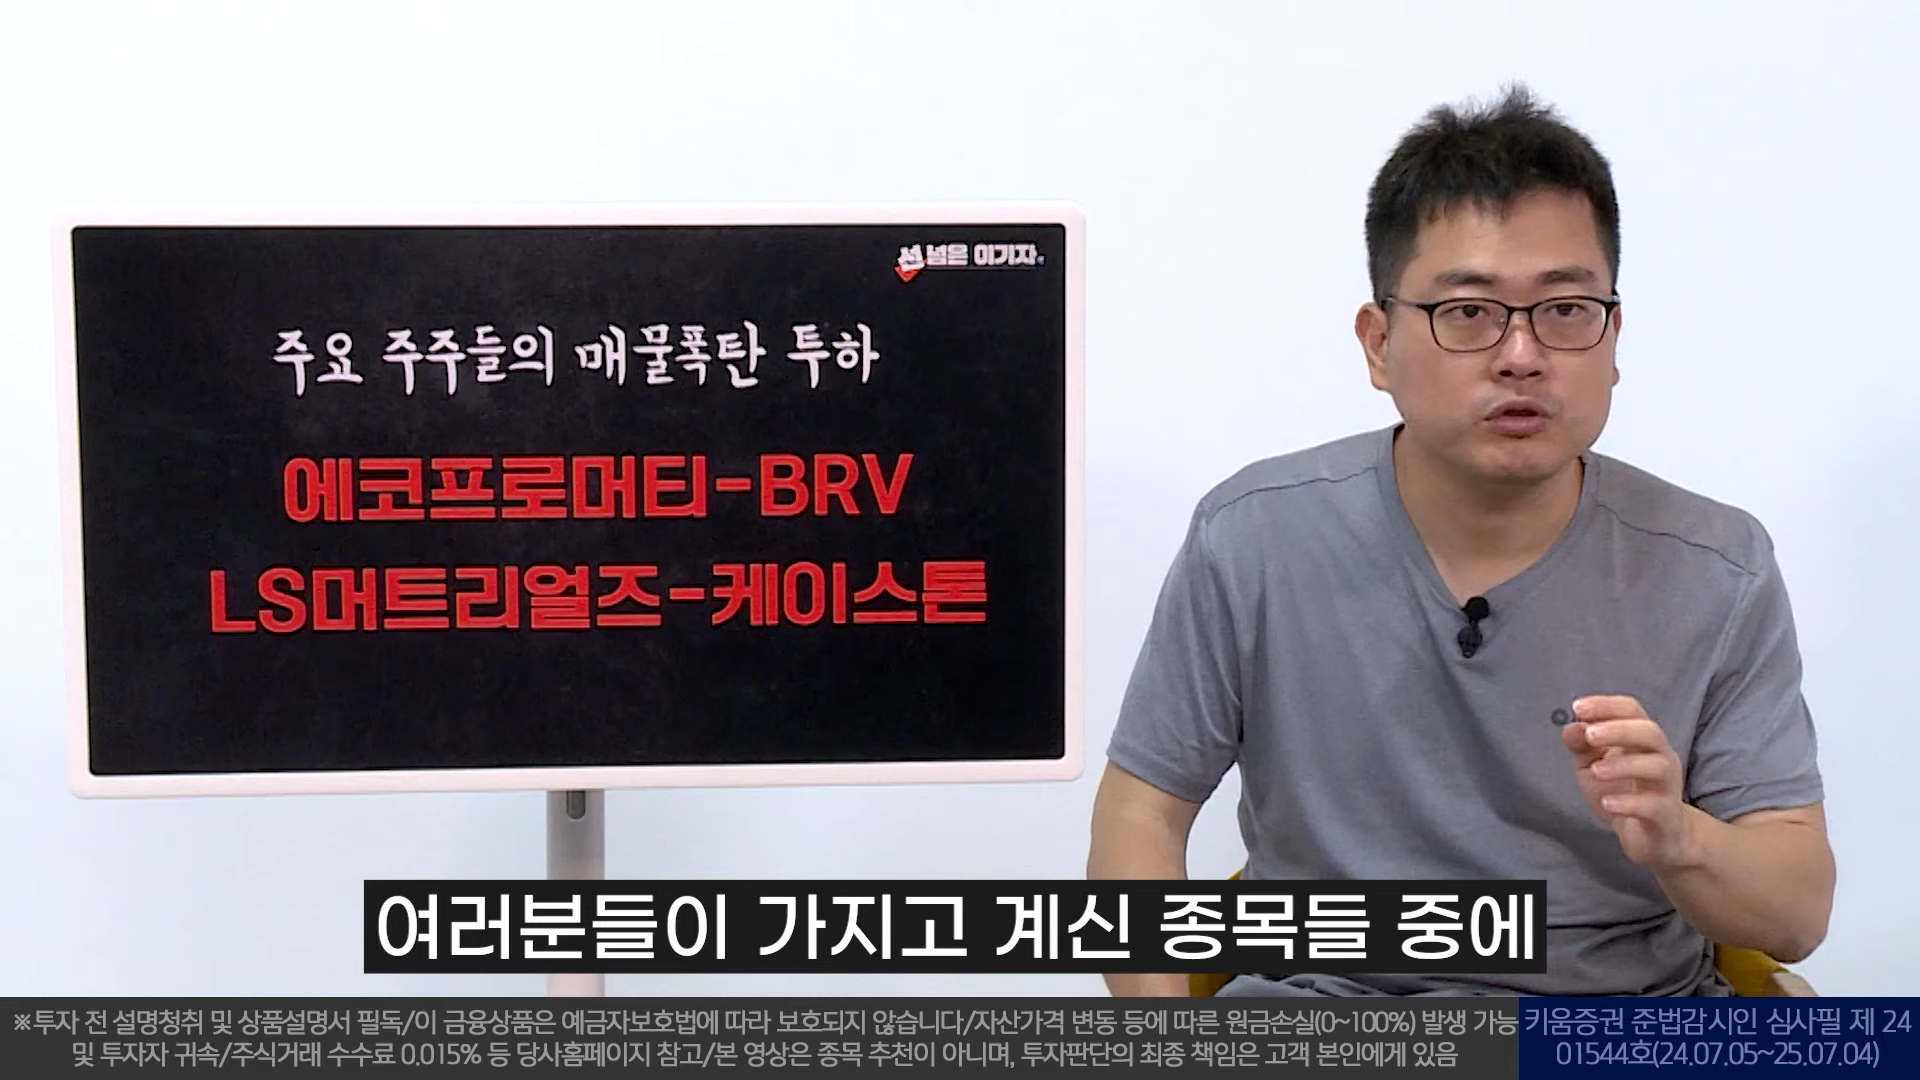 선 넘은 이기자
주요 주주들의 매물폭탄 투하
에코프로머티-BRV
LS머트리얼즈-케이스톤
여러분들이 가지고 계신 종목들 중에
※투자 전 설명청취 및 상품설명서 필독/이 금융상품은 예금자보호법에 따라 보호되지 않습니다/자산가격 변동 등에 따른 원금손실(0~100%) 발생 가능
및 투자자 귀속/주식거래 수수료 0.015% 등 당사홈페이지 참고/본 영상은 종목 추천이 아니며, 투자판단의 최종 책임은 고객 본인에게 있음
키움증권 준법감시인 심사필 제 24
01544호(24.07.05~25.07.04)